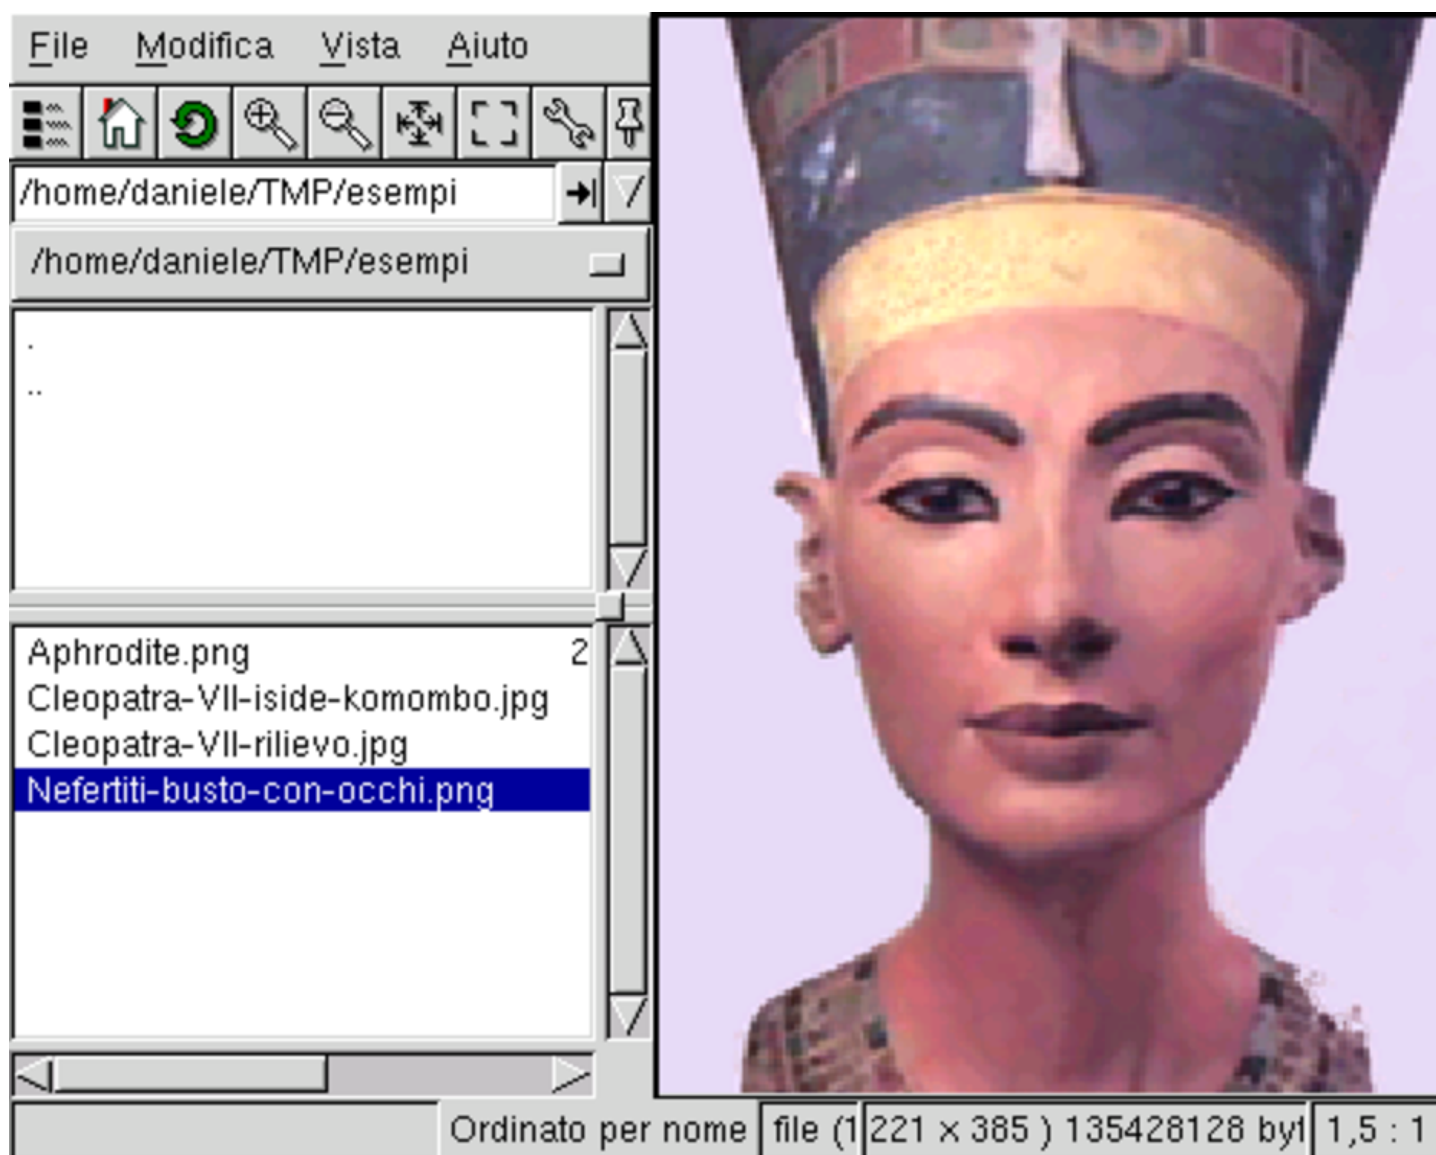 File Modifica Vista Aiuto
/home/daniele/TMP/esempi
/home/daniele/TMP/esempi
.
..
Aphrodite.png 2
Cleopatra-VII-iside-komombo.jpg
Cleopatra-VII-rilievo.jpg
Nefertiti-busto-con-occhi.png
Ordinato per nome file (1 221 x 385 ) 135428128 byt 1,5 : 1